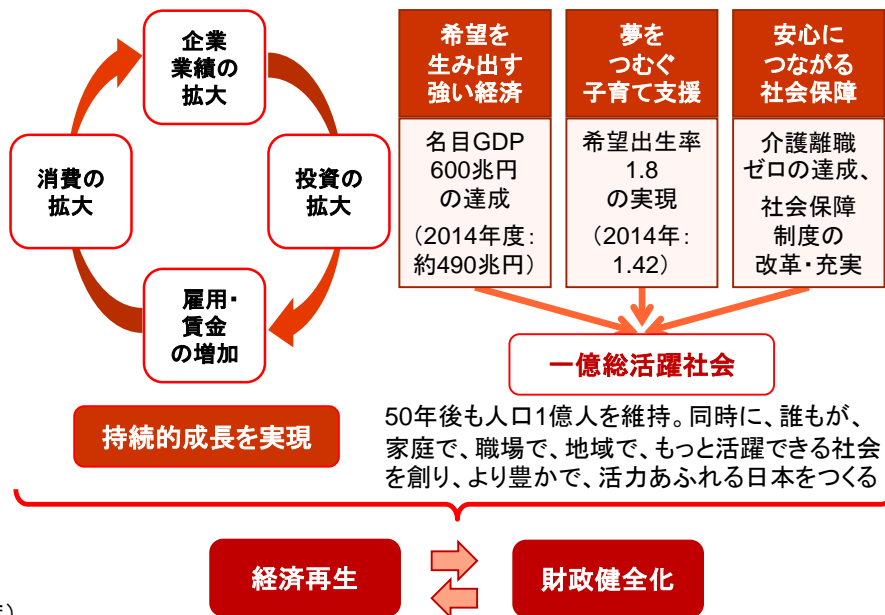 企業
業績の
拡大
消費の
拡大
投資の
拡大
雇用・
賃金
の増加
持続的成長を実現
希望を
生み出す
強い経済
名目GDP
600兆円
の達成
（2014年度：
約490兆円）
夢を
つむぐ
子育て支援
希望出生率
1.8
の実現
（2014年：
1.42）
安心に
つながる
社会保障
介護離職
ゼロの達成、
社会保障
制度の
改革・充実
一億総活躍社会
50年後も人口1億人を維持。同時に、誰もが、
家庭で、職場で、地域で、もっと活躍できる社会
を創り、より豊かで、活力あふれる日本をつくる
経済再生
財政健全化